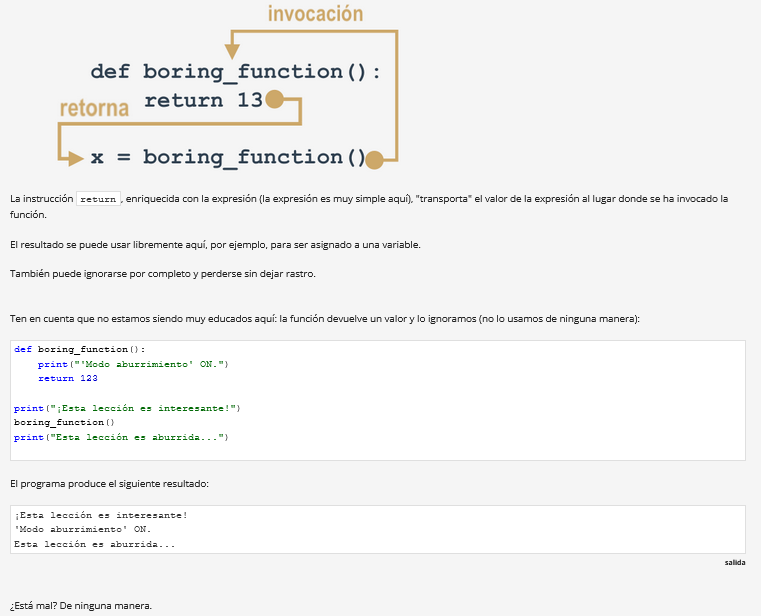 invocación
def boring_function():
retorna return 13
x = boring_function()
La instrucción return, enriquecida con la expresión (la expresión es muy simple aquí), "transporta" el valor de la expresión al lugar donde se ha invocado la
función.
El resultado se puede usar libremente aquí, por ejemplo, para ser asignado a una variable.
También puede ignorarse por completo y perderse sin dejar rastro.
Ten en cuenta que no estamos siendo muy educados aquí: la función devuelve un valor y lo ignoramos (no lo usamos de ninguna manera):
def boring_function():
    print("'Modo aburrimiento' ON.")
    return 123
print("¡Esta lección es interesante!")
boring_function()
print("Esta lección es aburrida...")
El programa produce el siguiente resultado:
¡Esta lección es interesante!
'Modo aburrimiento' ON.
Esta lección es aburrida...
salida
¿Está mal? De ninguna manera.